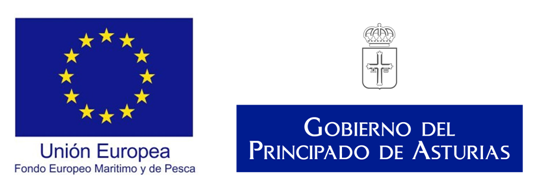 Unión Europea
Fondo Europeo Marítimo y de Pesca
GOBIERNO DEL
PRINCIPADO DE ASTURIAS